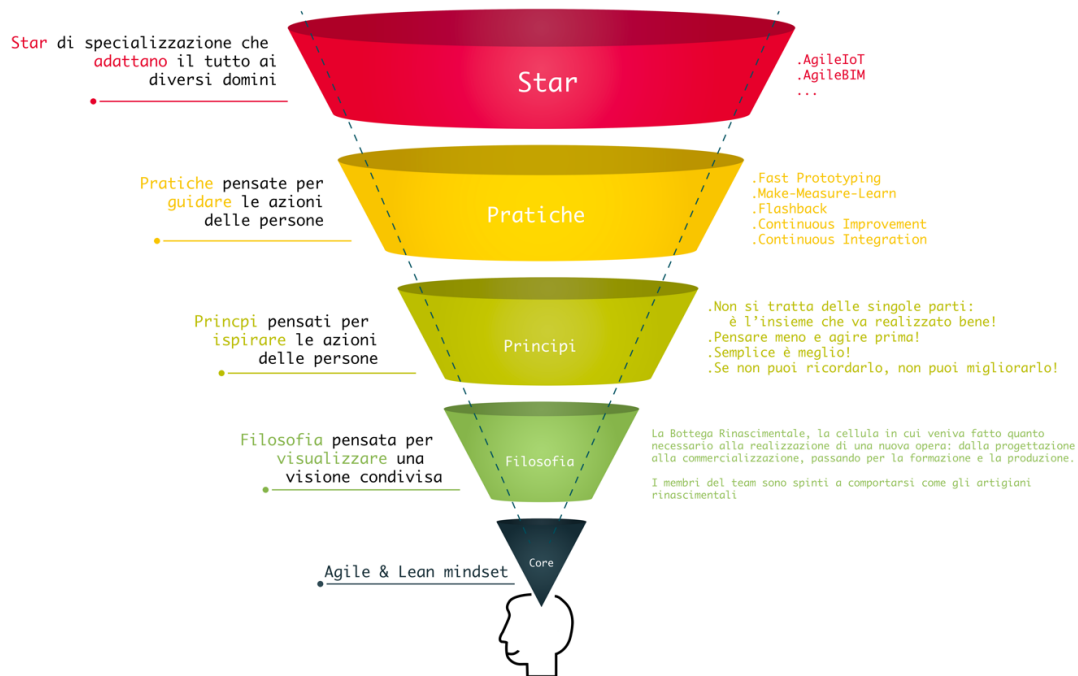 Star di specializzazione che
adattano il tutto ai
diversi domini
Star
.AgileIoT
.AgileBIM
...
Pratiche pensate per
guidare le azioni
delle persone
Pratiche
.Fast Prototyping
.Make-Measure-Learn
.Flashback
.Continuous Improvement
.Continuous Integration
Princpi pensati per
ispirare le azioni
delle persone
Principi
.Non si tratta delle singole parti:
é l'insieme che va realizzato bene!
.Pensare meno e agire prima!
.Semplice é meglio!
.Se non puoi ricordarlo, non puoi migliorarlo!
Filosofia pensata per
visualizzare una
visione condivisa
Filosofia
La Bottega Rinascimentale, la cellula in cui veniva fatto quanto
necessario alla realizzazione di una nuova opera: dalla progettazione
alla commercializzazione, passando per la formazione e la produzione.
I membri del team sono spinti a comportarsi come gli artigiani
rinascimentali
Core
Agile & Lean mindset